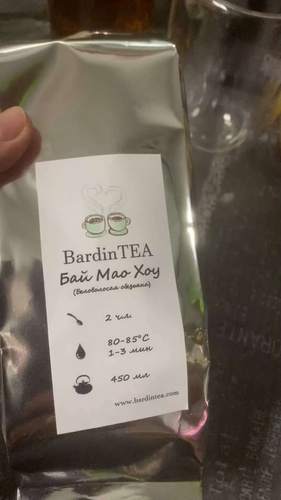 BardinTEA
Бай Мао Хоу
(Беловолосая обезьяна)
2 ч.л.
80-85°C
1-3 мин
450 мл
www.bardintea.com